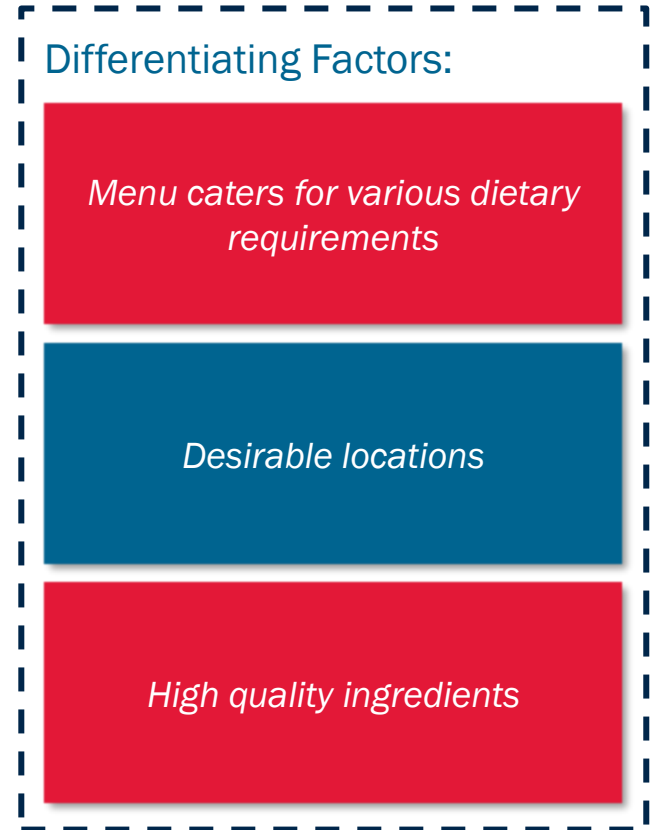 Differentiating Factors:
Menu caters for various dietary
requirements
Desirable locations
High quality ingredients